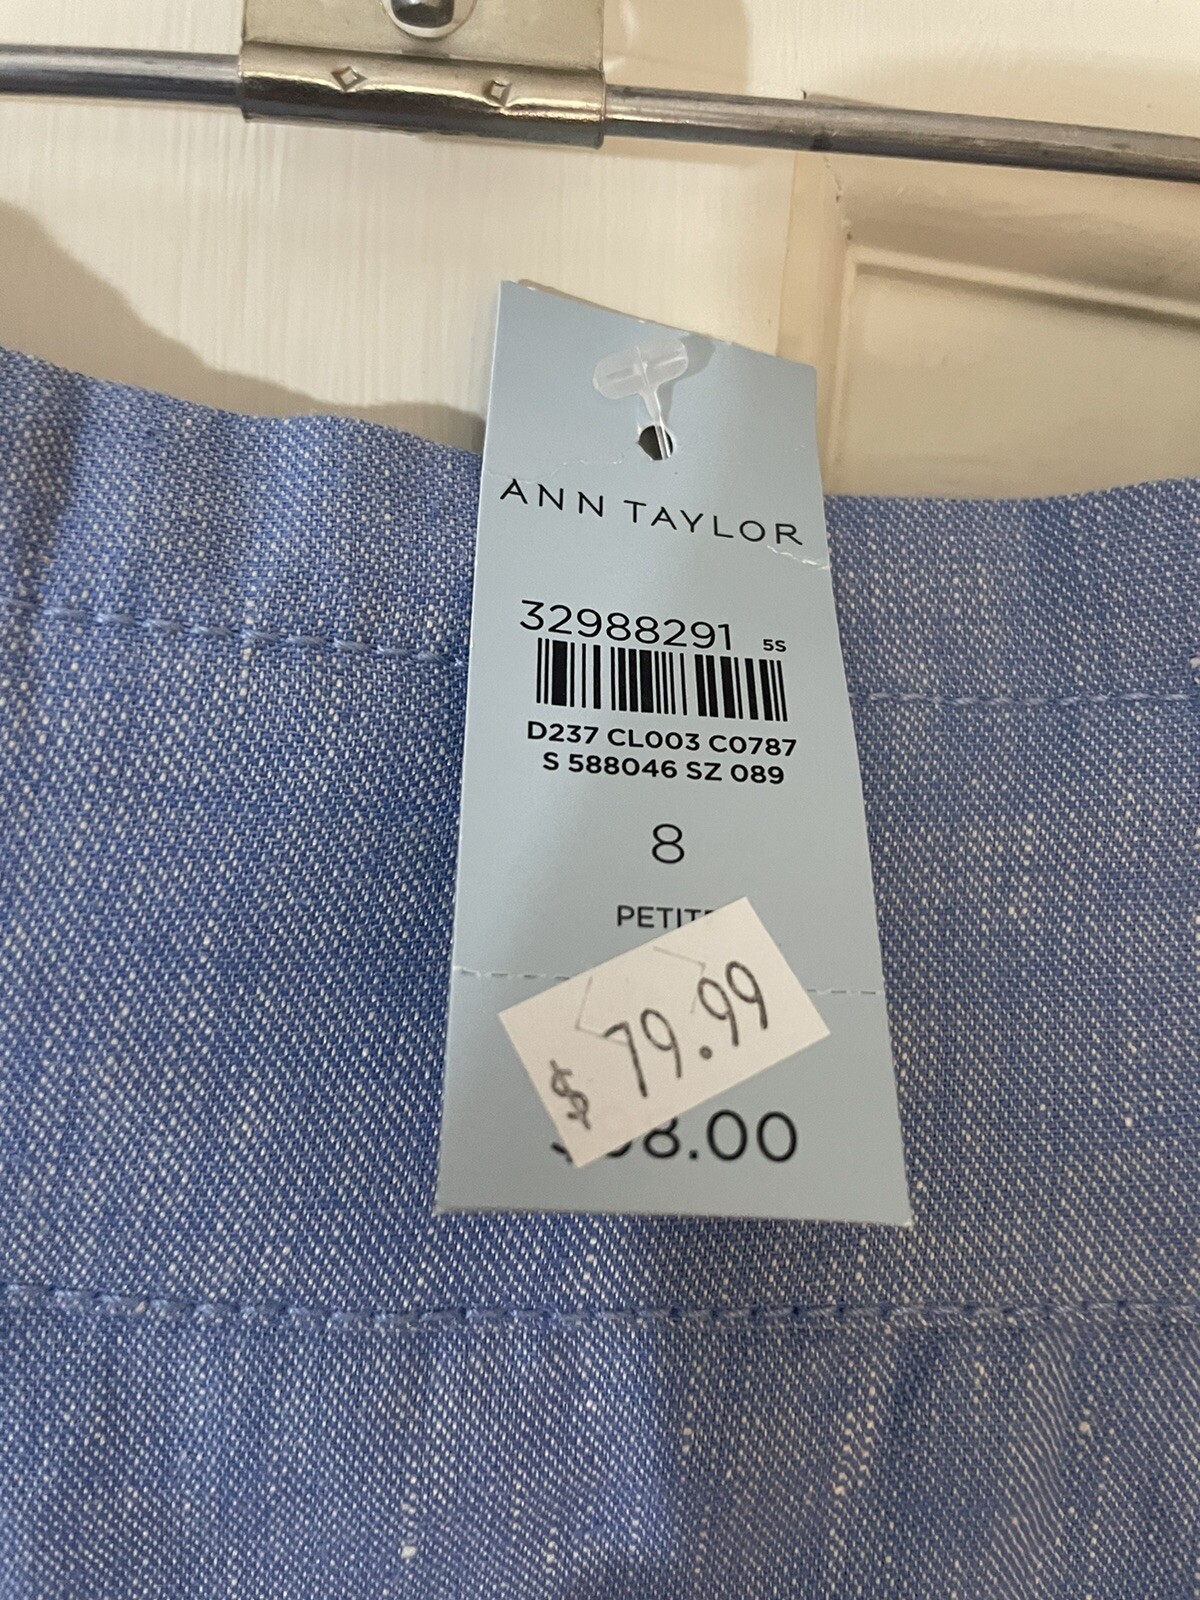 ANN TAYLOR
32988291 5S
D237 CL003 C0787
S 588046 SZ 089
8
$ 79.99